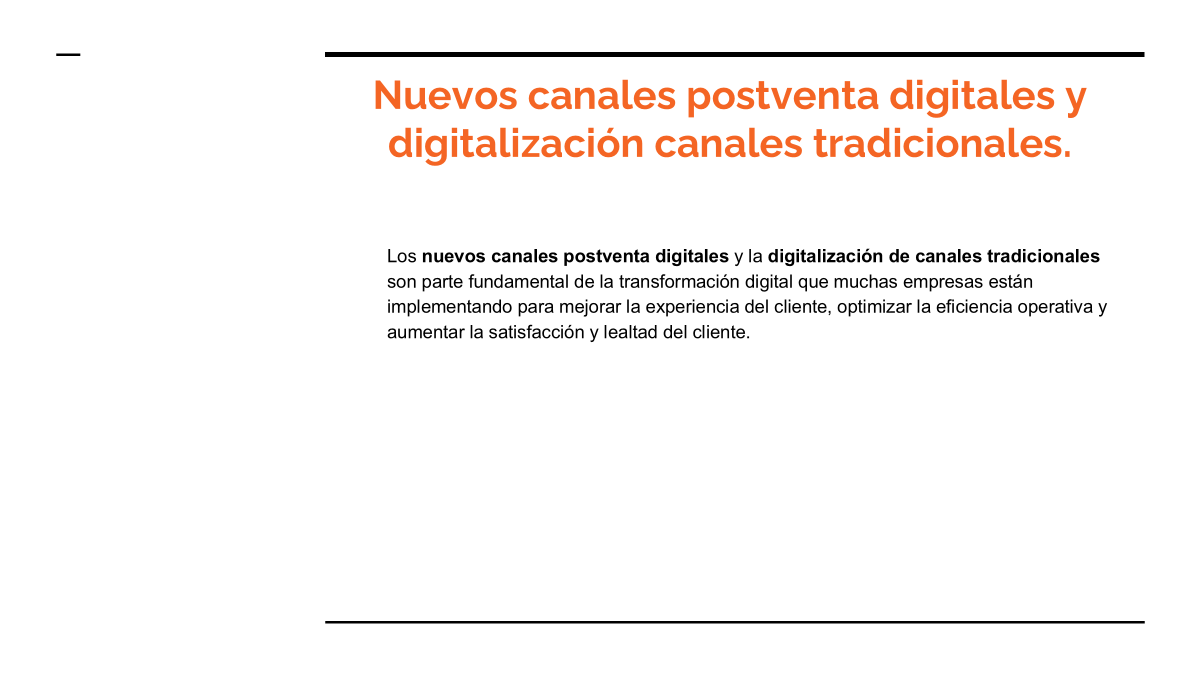 Nuevos canales postventa digitales y
digitalización canales tradicionales.
Los nuevos canales postventa digitales y la digitalización de canales tradicionales
son parte fundamental de la transformación digital que muchas empresas están
implementando para mejorar la experiencia del cliente, optimizar la eficiencia operativa y
aumentar la satisfacción y lealtad del cliente.